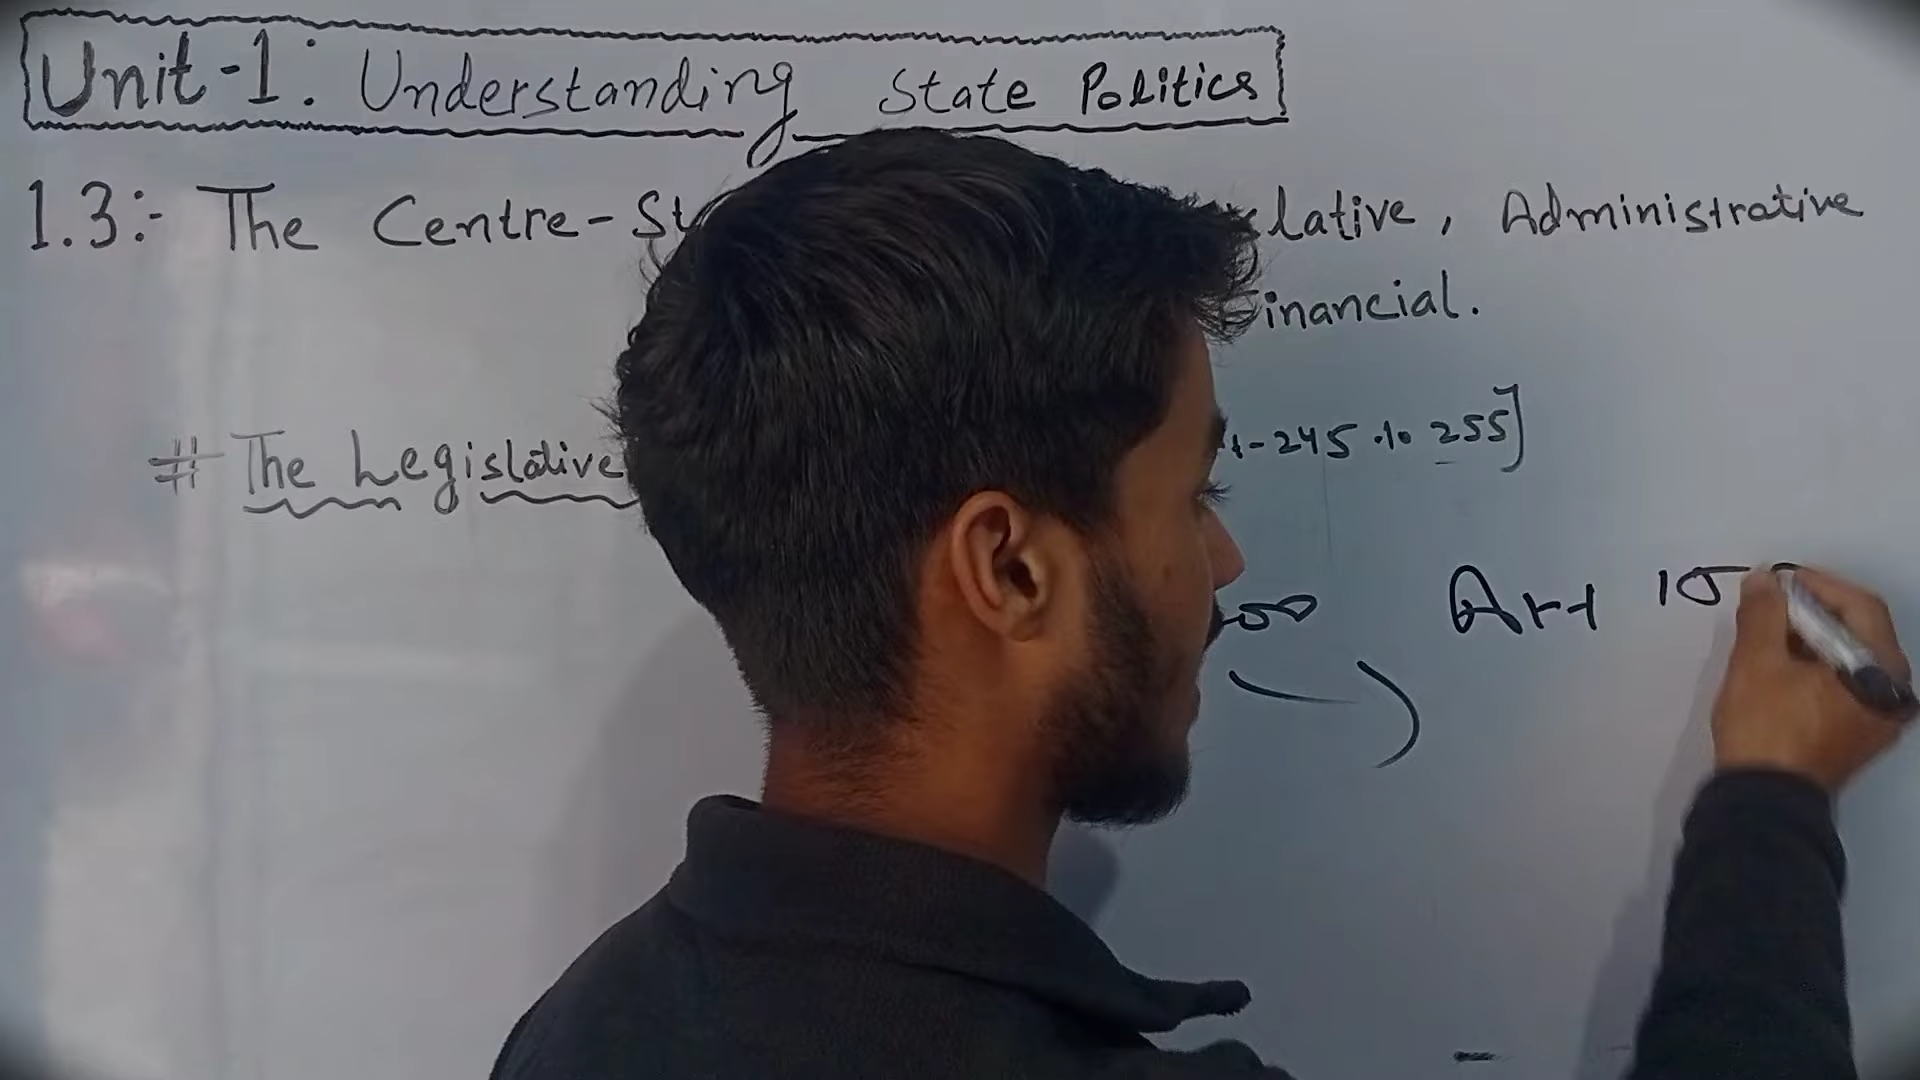 Unit-1: Understanding State Politics
1.3:- The Centre-St lative, Administrative
inancial.
# The Legislative -245 to 255]
Art